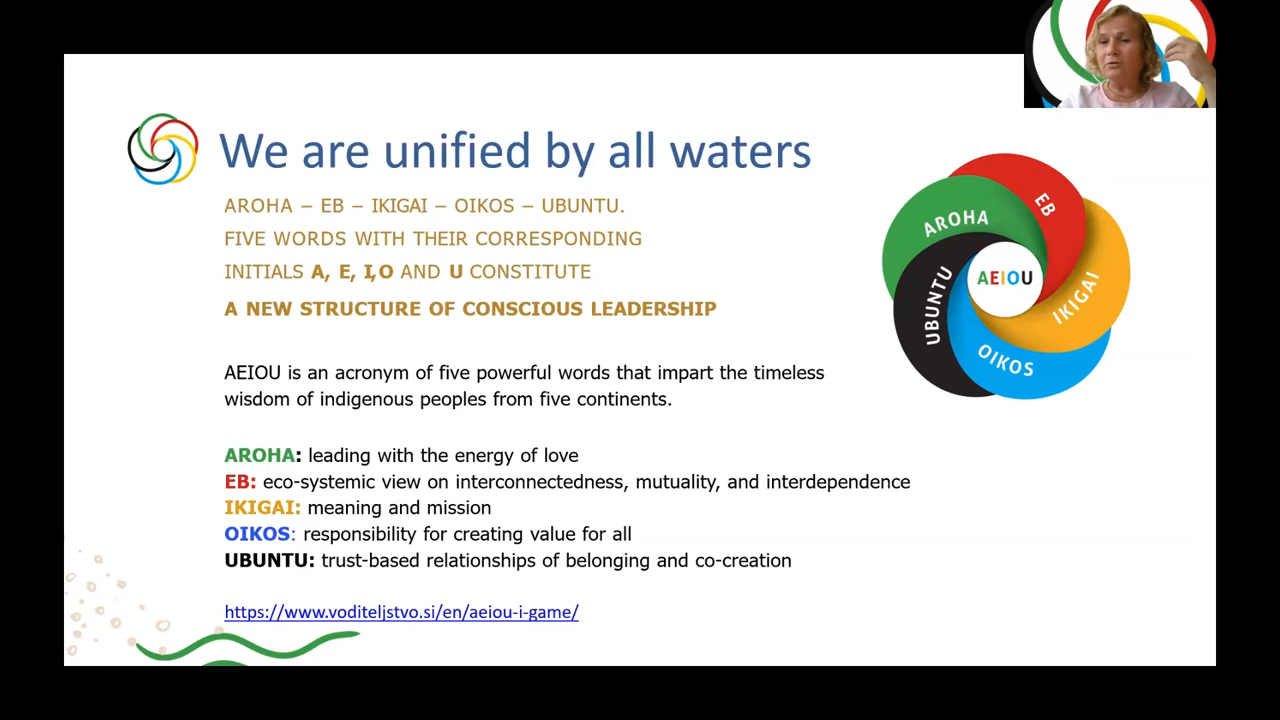 We are unified by all waters
AROHA – EB – IKIGAI – OIKOS – UBUNTU.
FIVE WORDS WITH THEIR CORRESPONDING
INITIALS A, E, I,O AND U CONSTITUTE
A NEW STRUCTURE OF CONSCIOUS LEADERSHIP
AEIOU is an acronym of five powerful words that impart the timeless
wisdom of indigenous peoples from five continents.
AROHA: leading with the energy of love
EB: eco-systemic view on interconnectedness, mutuality, and interdependence
IKIGAI: meaning and mission
OIKOS: responsibility for creating value for all
UBUNTU: trust-based relationships of belonging and co-creation
https://www.voditeljstvo.si/en/aeiou-i-game/
AROHA
EB
IKIGAI
OIKOS
UBUNTU
AEIOU